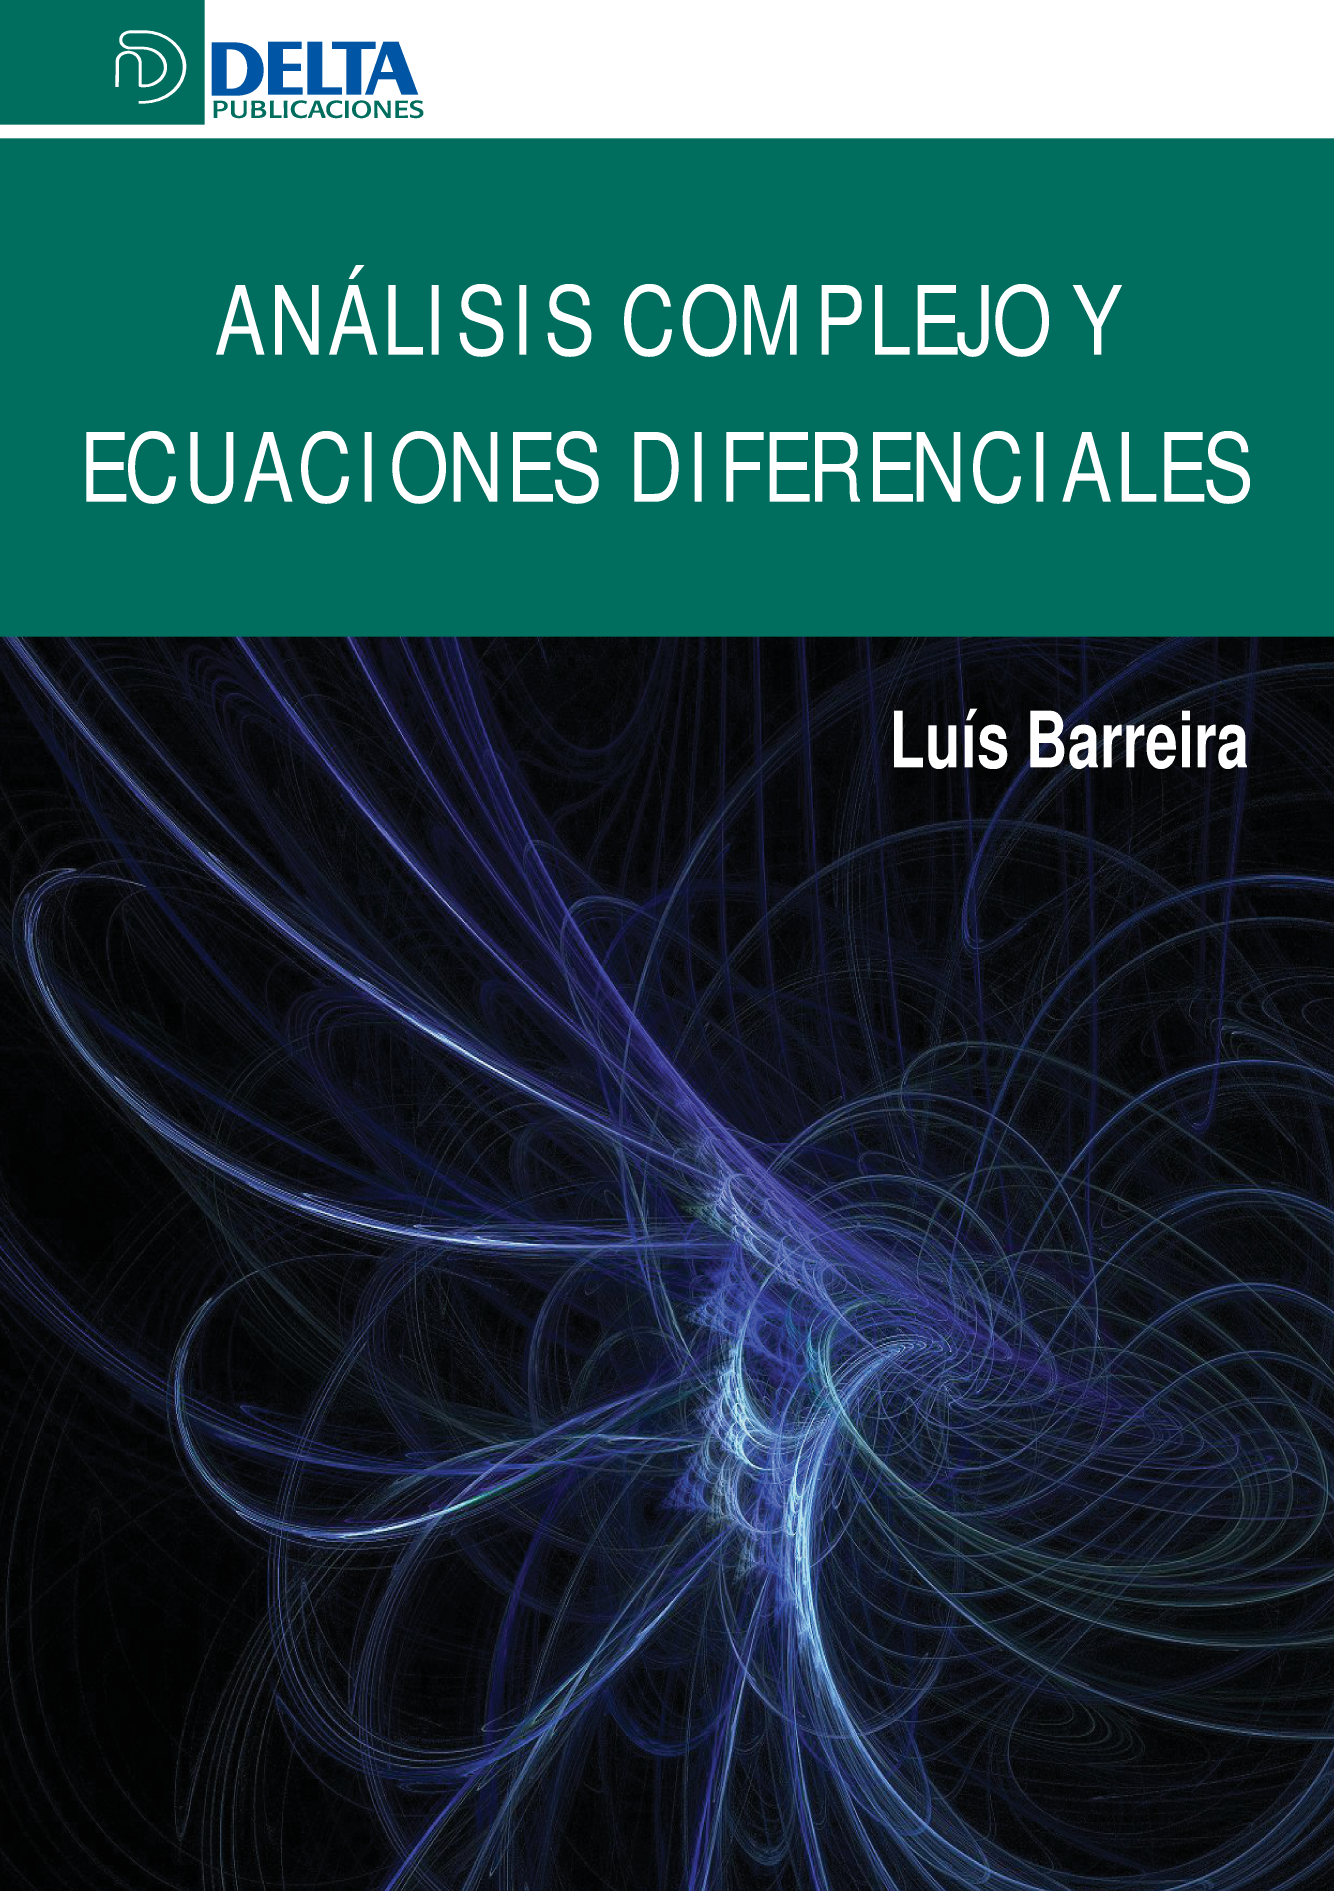 DELTA
PUBLICACIONES
ANÁLISIS COMPLEJO Y
ECUACIONES DIFERENCIALES
Luís Barreira